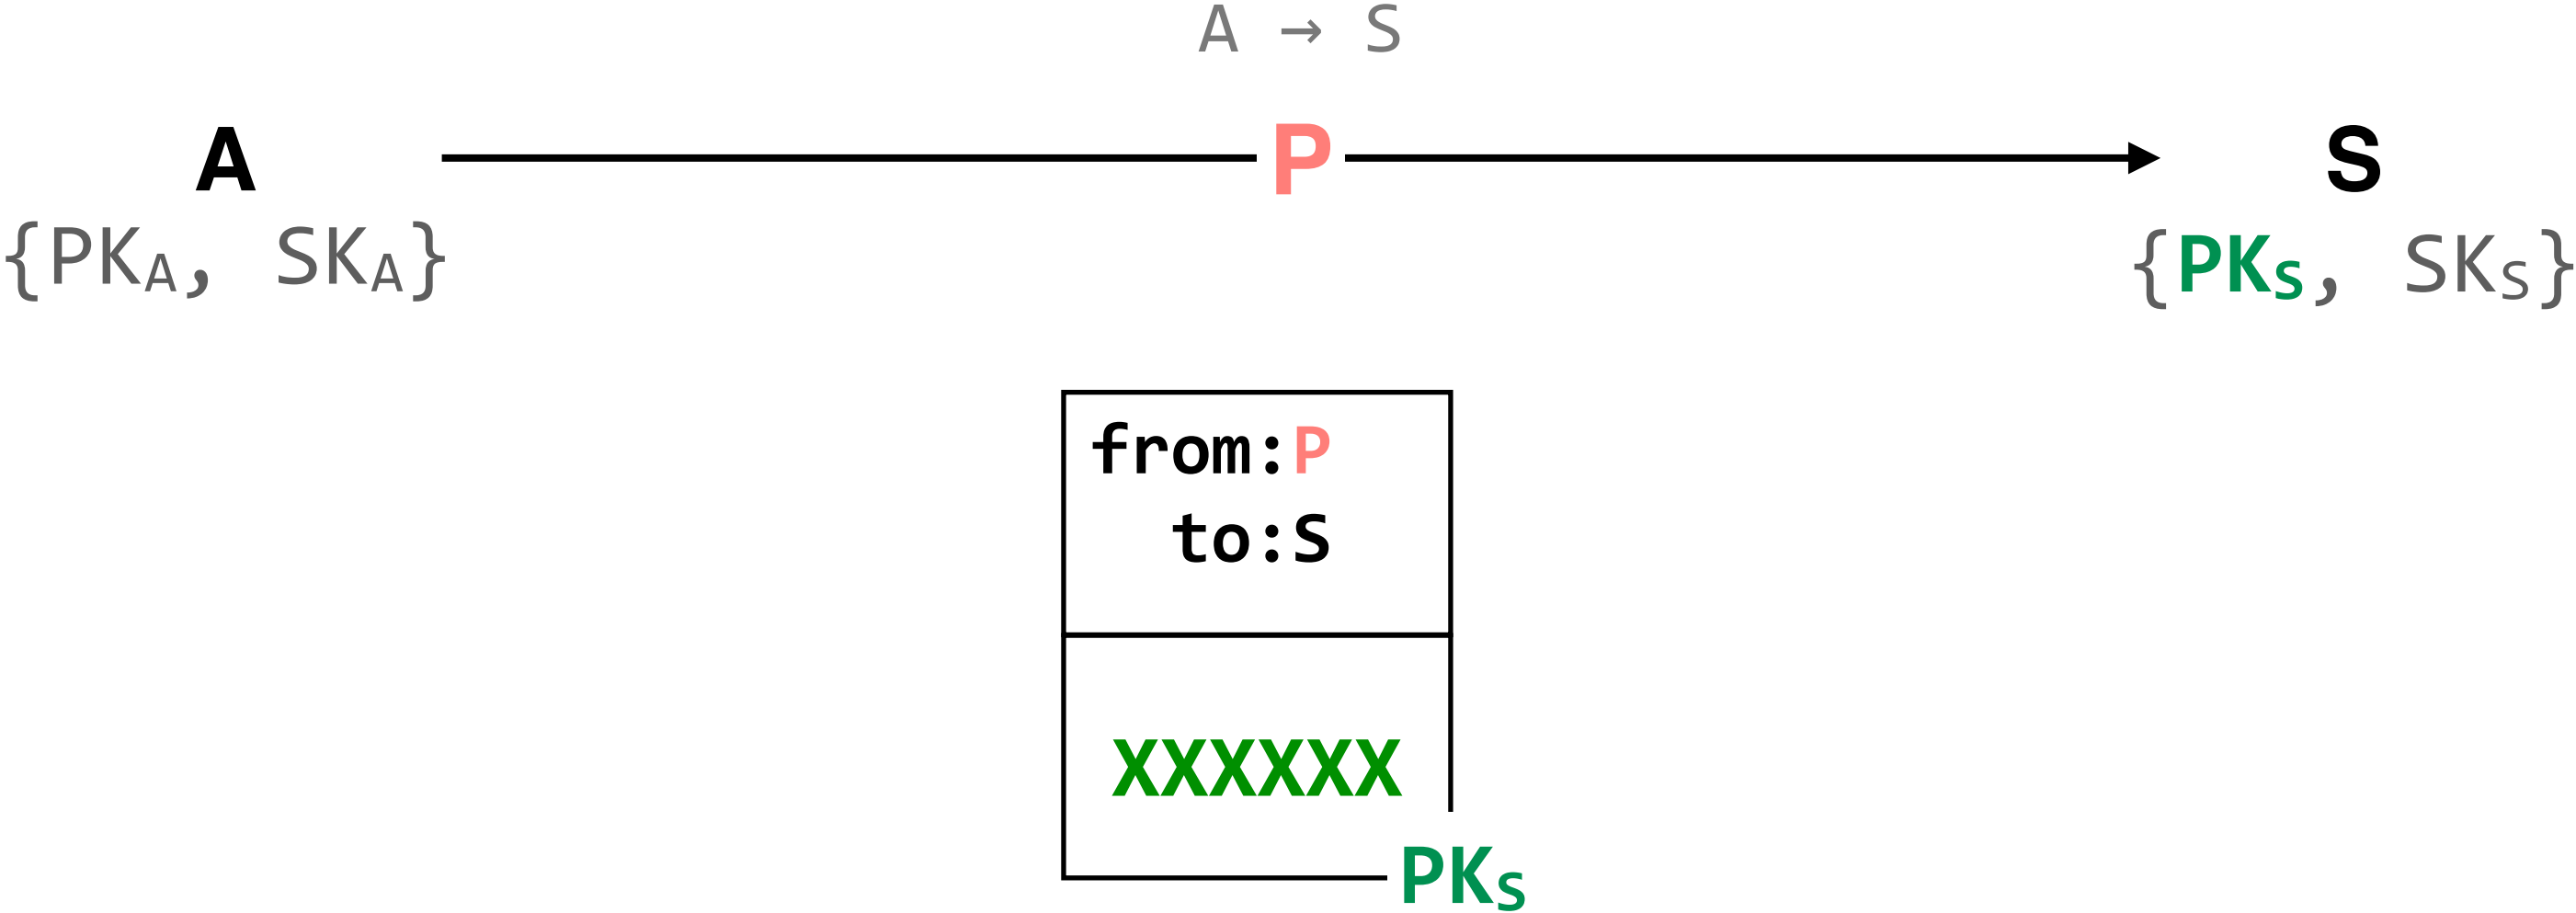 A → S
A P S
{PKA, SKA} {PKS, SKS}
from:P
to:S
XXXXXX
PKS